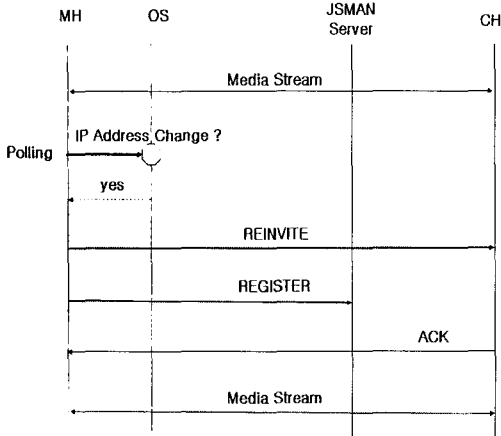 MH
OS
JSMAN
Server
CH
Media Stream
IP Address Change ?
Polling
yes
REINVITE
REGISTER
ACK
Media Stream